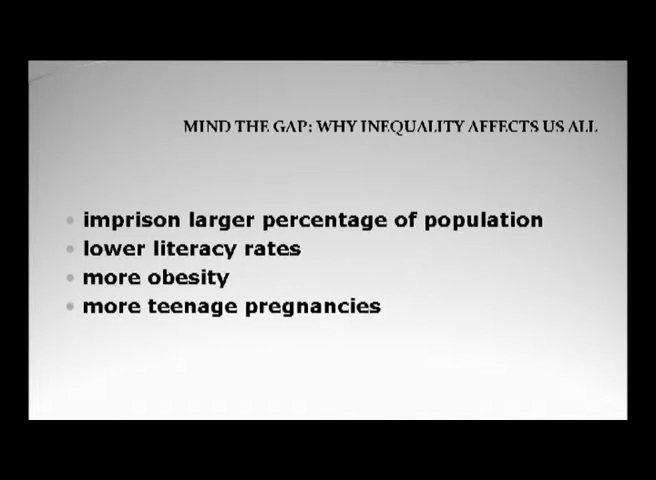 MIND THE GAP: WHY INEQUALITY AFFECTS US ALL
imprison larger percentage of population
lower literacy rates
more obesity
more teenage pregnancies